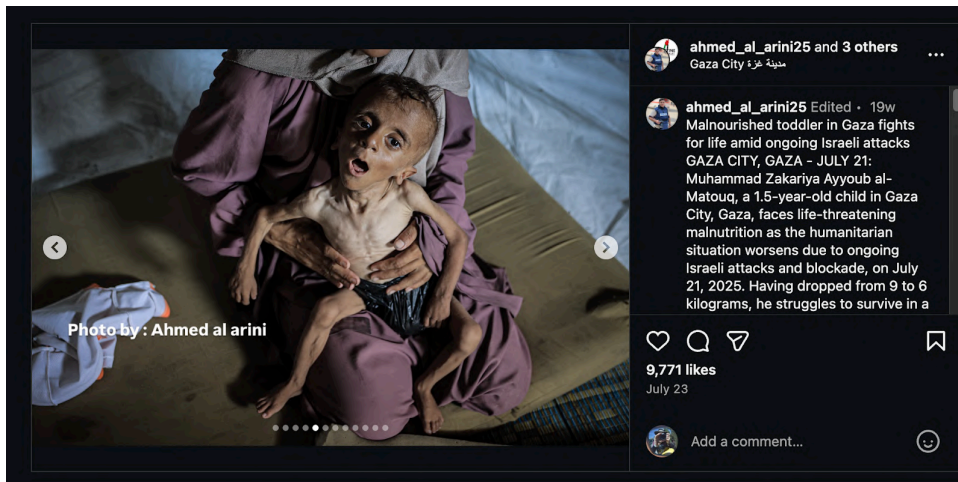 Photo by : Ahmed al arini
ahmed_al_arini25 and 3 others
Gaza City مدينة غزة
ahmed_al_arini25 Edited • 19w
Malnourished toddler in Gaza fights
for life amid ongoing Israeli attacks
GAZA CITY, GAZA - JULY 21:
Muhammad Zakariya Ayyoub al-
Matouq, a 1.5-year-old child in Gaza
City, Gaza, faces life-threatening
malnutrition as the humanitarian
situation worsens due to ongoing
Israeli attacks and blockade, on July
21, 2025. Having dropped from 9 to 6
kilograms, he struggles to survive in a
9,771 likes
July 23
Add a comment...